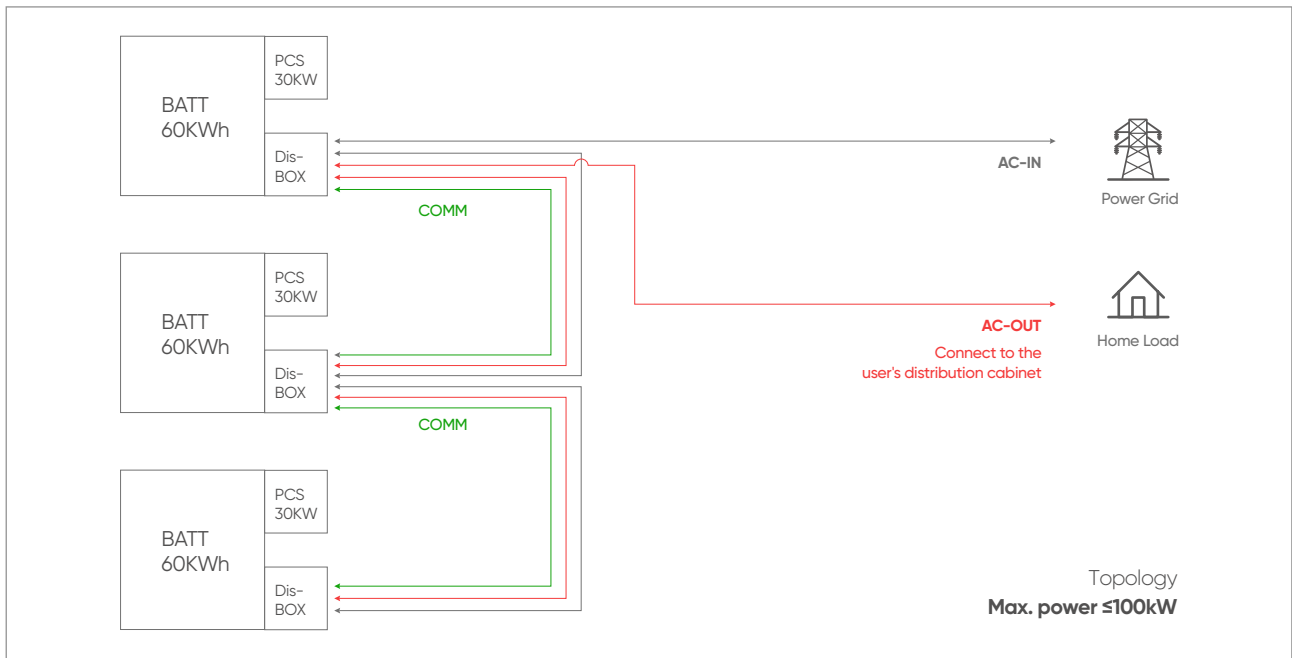 PCS
30KW
BATT
60KWh
Dis-
BOX
COMM
AC-IN
Power Grid
PCS
30KW
BATT
60KWh
Dis-
BOX
COMM
AC-OUT
Connect to the
user's distribution cabinet
Home Load
PCS
30KW
BATT
60KWh
Dis-
BOX
Topology
Max. power ≤100kW